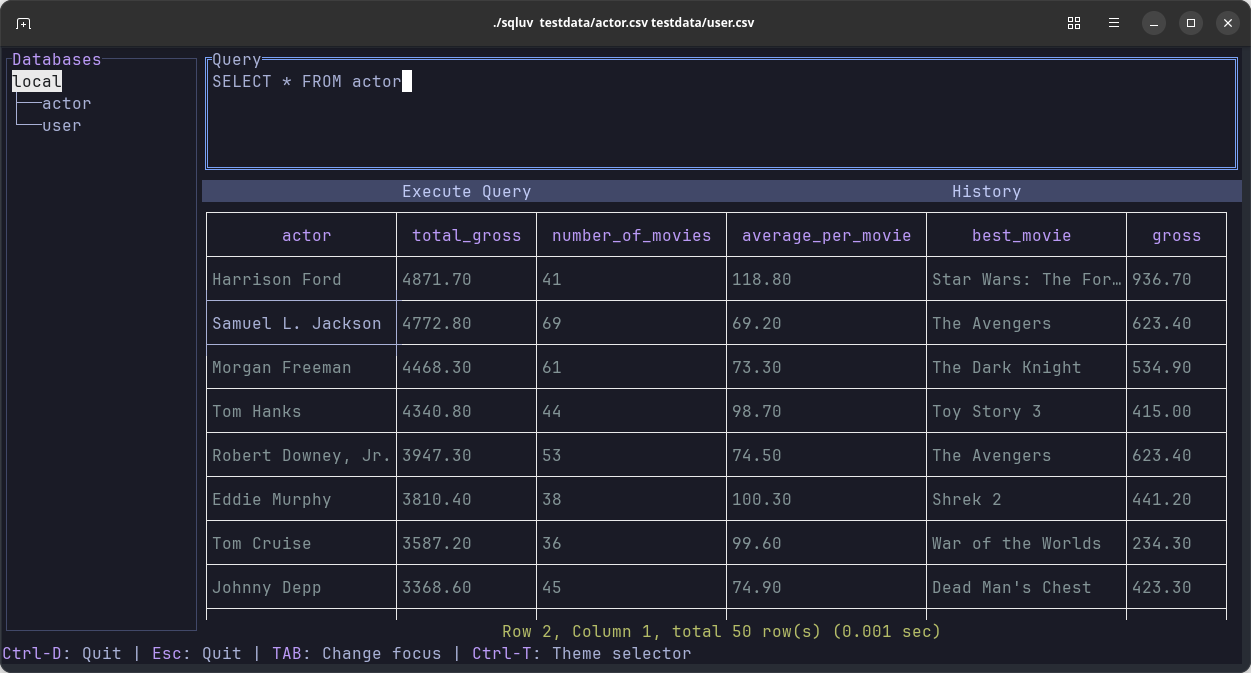 ./sqluv testdata/actor.csv testdata/user.csv
Databases
local
actor
user
Query
SELECT * FROM actor
Execute Query History
actor total_gross number_of_movies average_per_movie best_movie gross
Harrison Ford 4871.70 41 118.80 Star Wars: The For… 936.70
Samuel L. Jackson 4772.80 69 69.20 The Avengers 623.40
Morgan Freeman 4468.30 61 73.30 The Dark Knight 534.90
Tom Hanks 4340.80 44 98.70 Toy Story 3 415.00
Robert Downey, Jr. 3947.30 53 74.50 The Avengers 623.40
Eddie Murphy 3810.40 38 100.30 Shrek 2 441.20
Tom Cruise 3587.20 36 99.60 War of the Worlds 234.30
Johnny Depp 3368.60 45 74.90 Dead Man's Chest 423.30
Row 2, Column 1, total 50 row(s) (0.001 sec)
Ctrl-D: Quit | Esc: Quit | TAB: Change focus | Ctrl-T: Theme selector